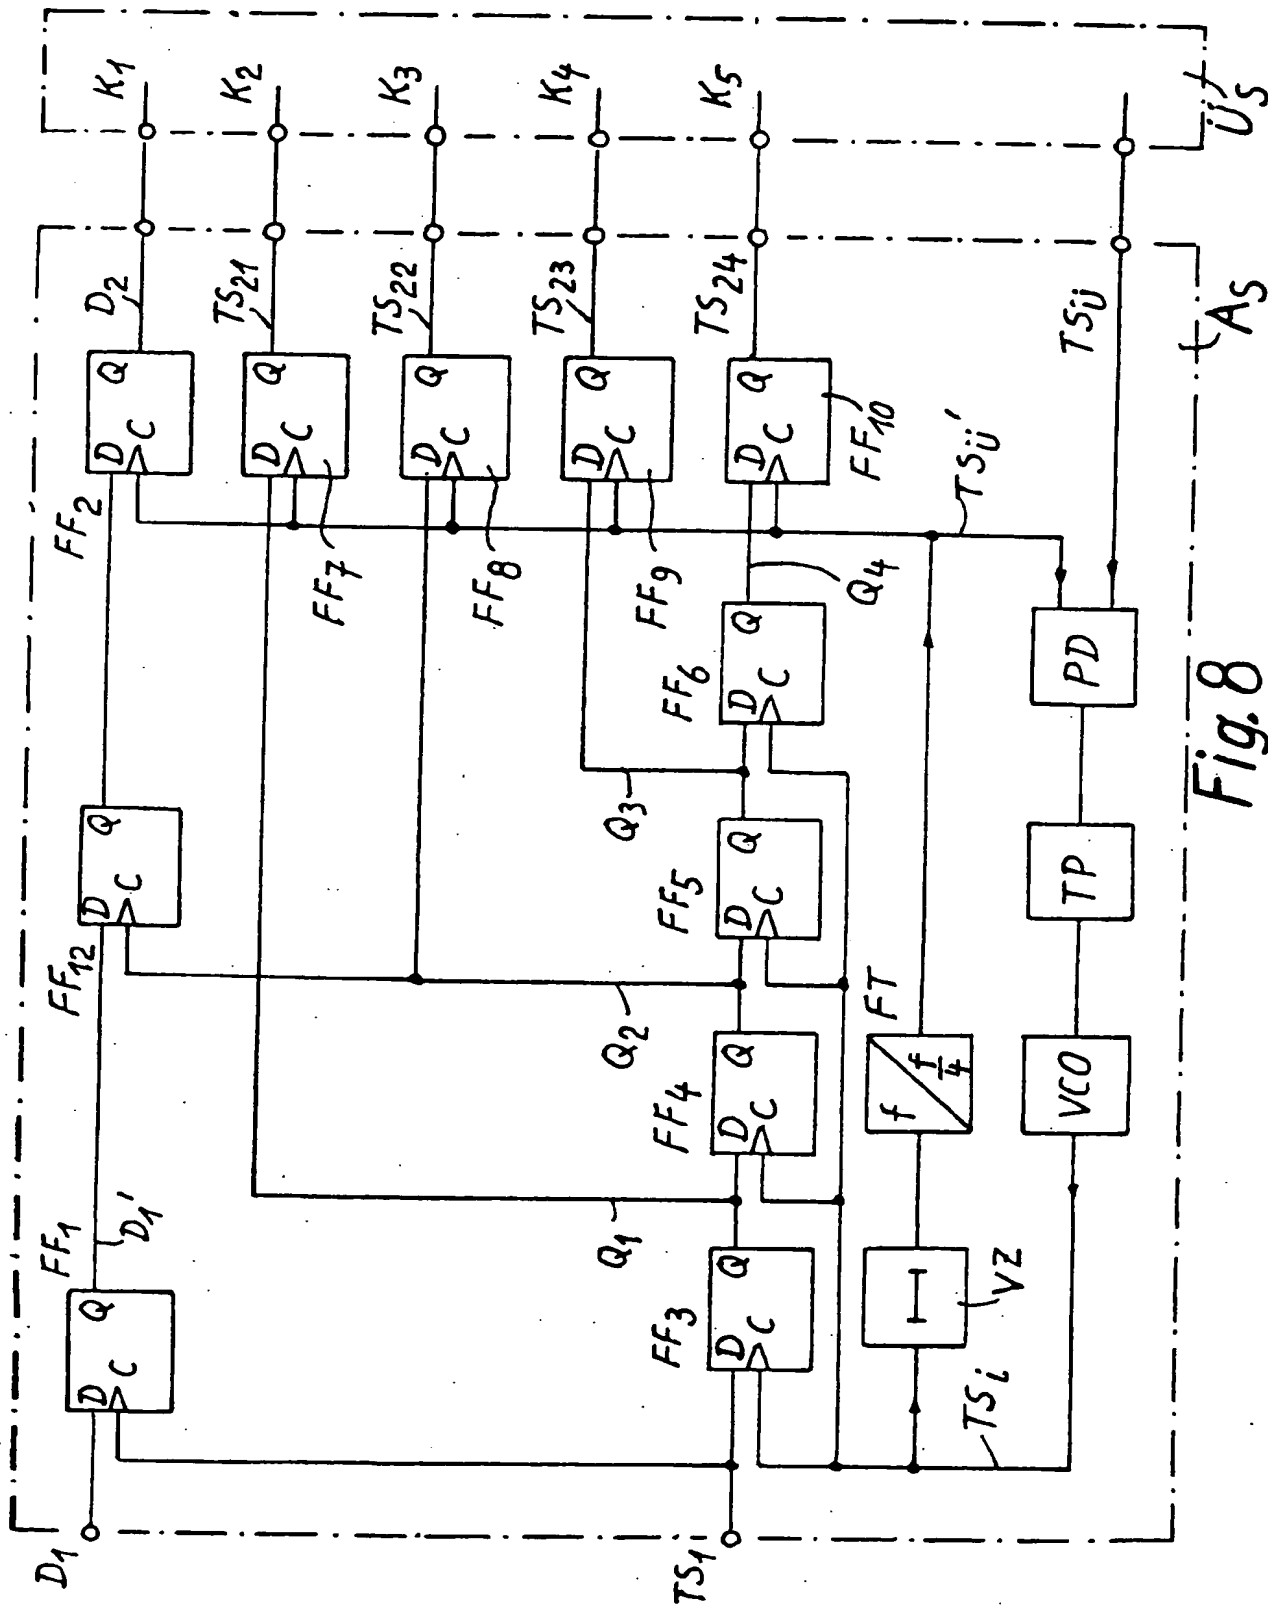 D1
FF1
D1'
FF12
FF2
D2
K1
D C Q
D C Q
D C Q
TS21
K2
D C Q
FF7
TS22
K3
D C Q
FF8
TS23
K4
D C Q
FF9
TS24
K5
D C Q
FF10
Q1
Q2
Q3
Q4
TS1
FF3
D C Q
FF4
D C Q
FF5
D C Q
FF6
D C Q
VZ
FT
f
f/4
TSü'
TSi
VCO
TP
PD
TSü
AS
ÜS
Fig. 8